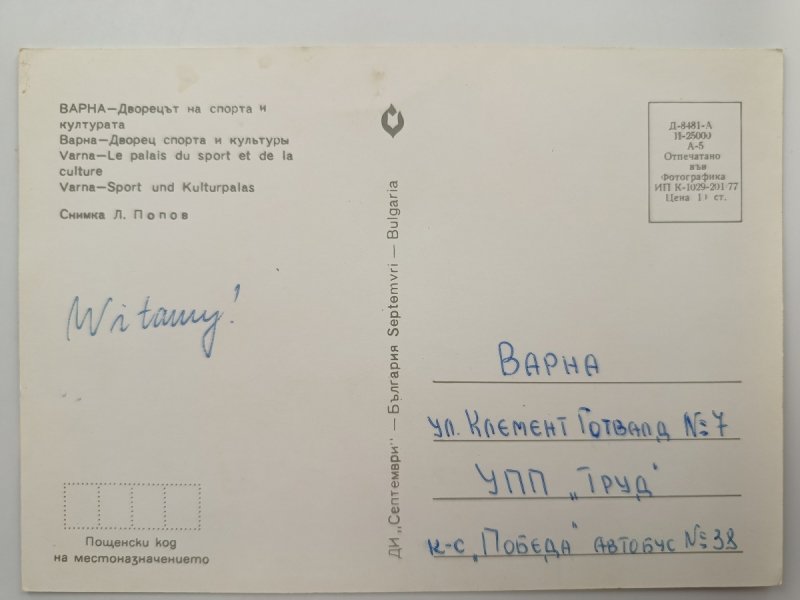 ВАРНА—Дворецът на спорта и
културата
Варна—Дворец спорта и культуры
Varna—Le palais du sport et de la
culture
Varna—Sport und Kulturpalas
Снимка Л. Попов
Witamy!
Пощенски код
на местоназначението
ДИ „Септември" — България Septemvri — Bulgaria
Д-8481-А
II-25000
А-5
Отпечатано
във
Фотографика
ИП К-1029-201/77
Цена ст.
ВАРНА
ул. Клемент Готвалд №7
УПП „Труд"
к-с „Победа" автобус №38